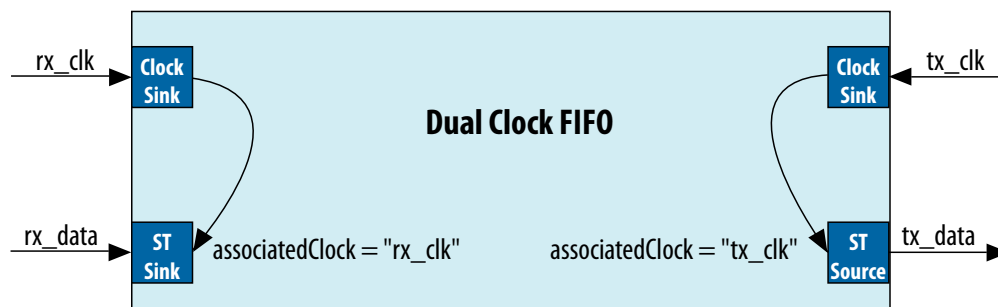 rx_clk
Clock
Sink
Clock
Sink
tx_clk
Dual Clock FIFO
rx_data
ST
Sink
associatedClock = "rx_clk"
associatedClock = "tx_clk"
ST
Source
tx_data